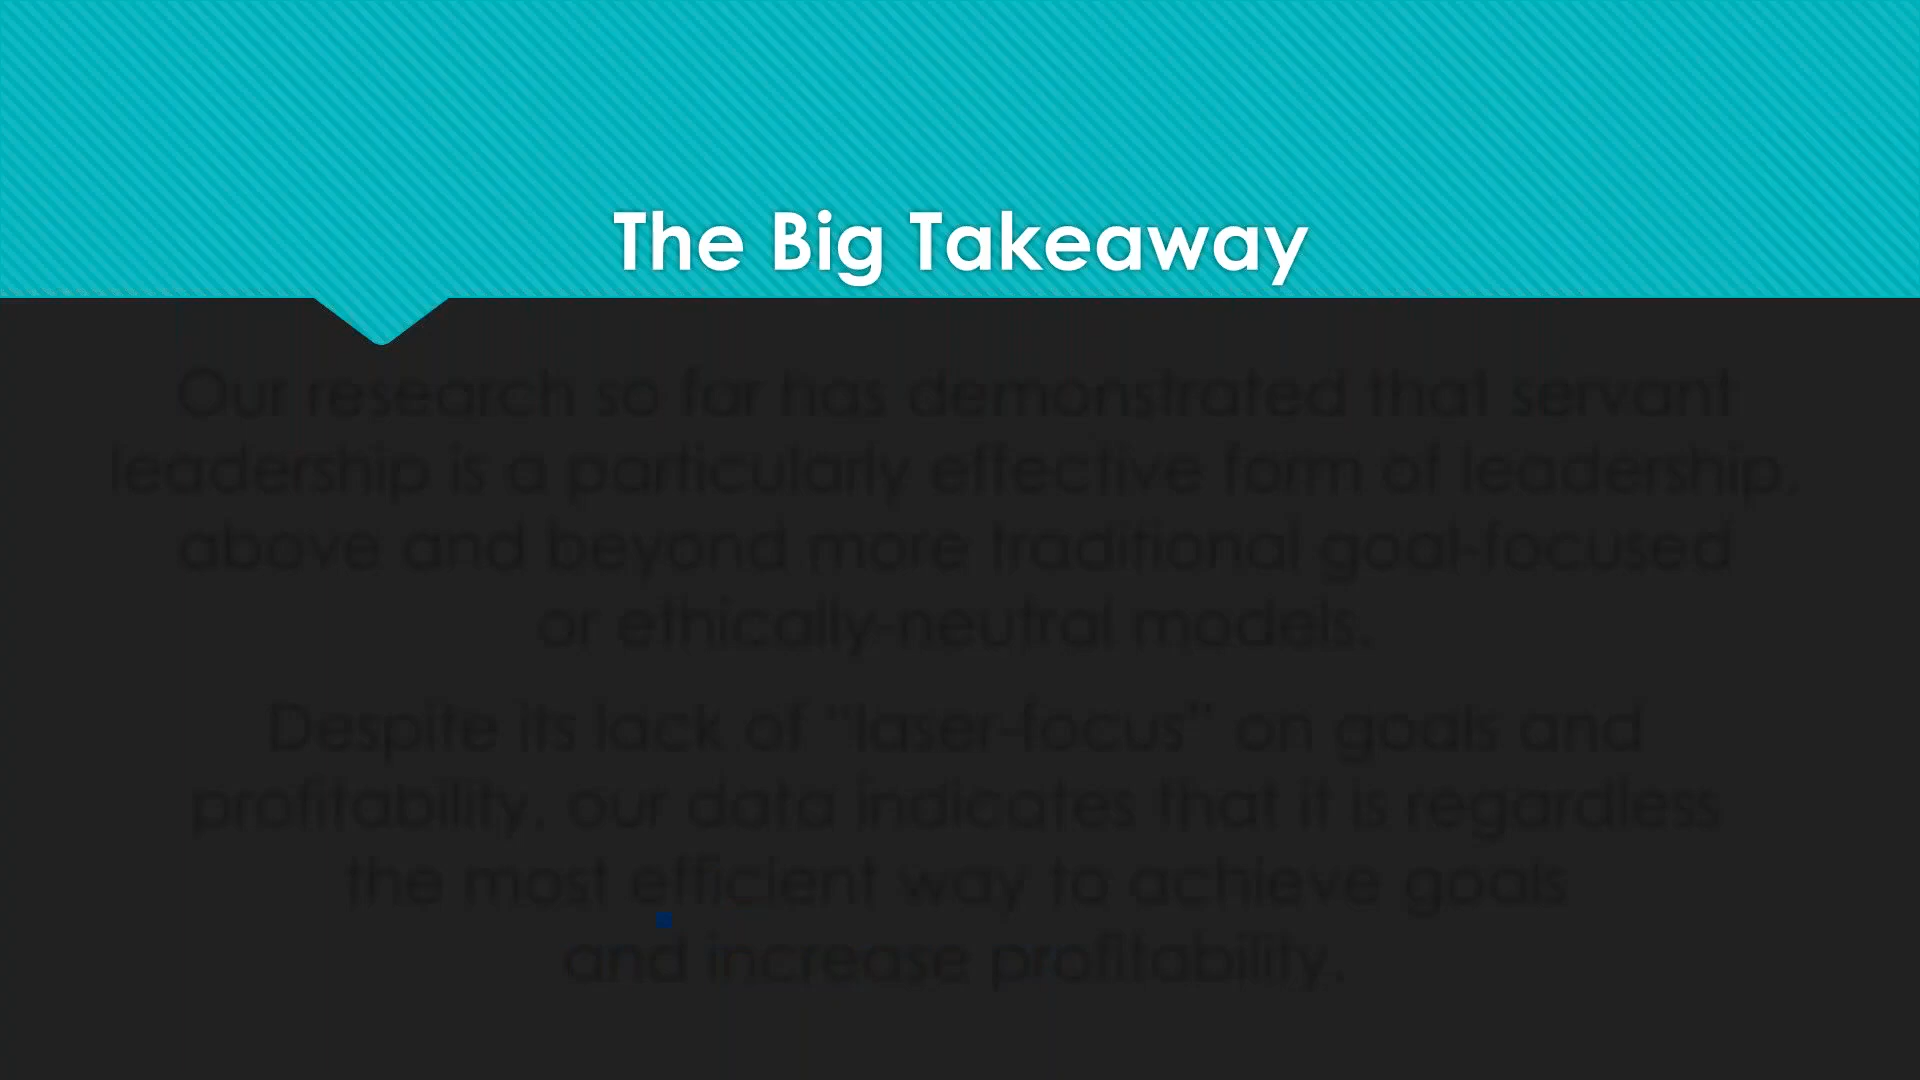 The Big Takeaway
Our research so far has demonstrated that servant
leadership is a particularly effective form of leadership,
above and beyond more traditional goal-focused
or ethically-neutral models.
Despite its lack of “laser-focus” on goals and
profitability, our data indicates that it is regardless
the most efficient way to achieve goals
and increase profitability.